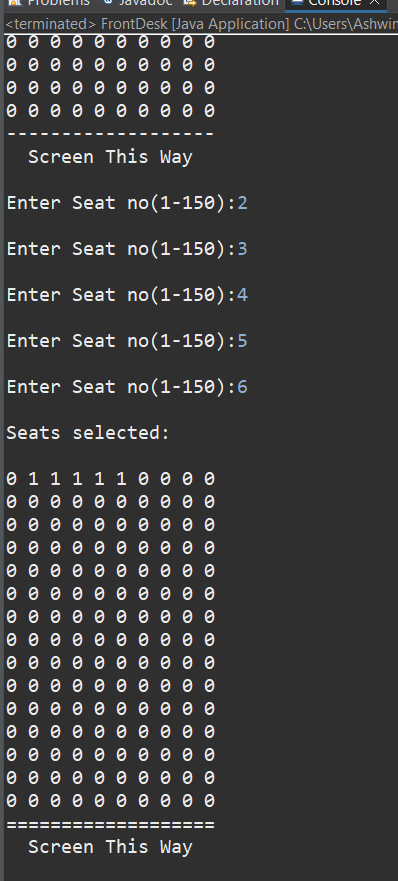 Problems Javadoc Declaration Console
<terminated> FrontDesk [Java Application] C:\Users\Ashwin
0 0 0 0 0 0 0 0 0 0
0 0 0 0 0 0 0 0 0 0
0 0 0 0 0 0 0 0 0 0
0 0 0 0 0 0 0 0 0 0
-------------------
Screen This Way
Enter Seat no(1-150):2
Enter Seat no(1-150):3
Enter Seat no(1-150):4
Enter Seat no(1-150):5
Enter Seat no(1-150):6
Seats selected:
0 1 1 1 1 1 0 0 0 0
0 0 0 0 0 0 0 0 0 0
0 0 0 0 0 0 0 0 0 0
0 0 0 0 0 0 0 0 0 0
0 0 0 0 0 0 0 0 0 0
0 0 0 0 0 0 0 0 0 0
0 0 0 0 0 0 0 0 0 0
0 0 0 0 0 0 0 0 0 0
0 0 0 0 0 0 0 0 0 0
0 0 0 0 0 0 0 0 0 0
0 0 0 0 0 0 0 0 0 0
0 0 0 0 0 0 0 0 0 0
0 0 0 0 0 0 0 0 0 0
0 0 0 0 0 0 0 0 0 0
0 0 0 0 0 0 0 0 0 0
===================
Screen This Way